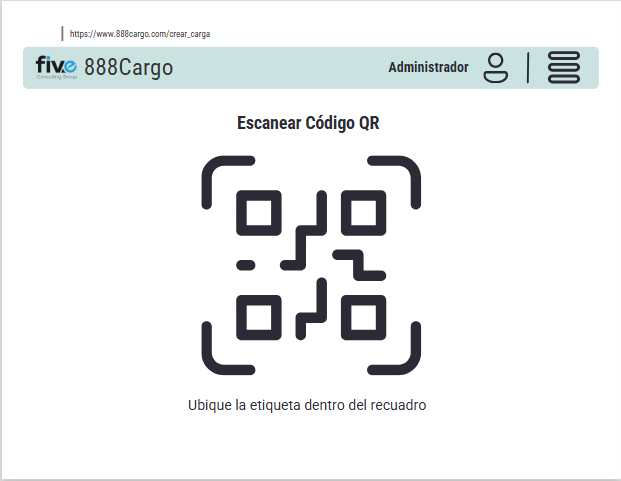 https://www.888cargo.com/crear_carga
five
Consulting Group
888Cargo
Administrador
Escanear Código QR
Ubique la etiqueta dentro del recuadro